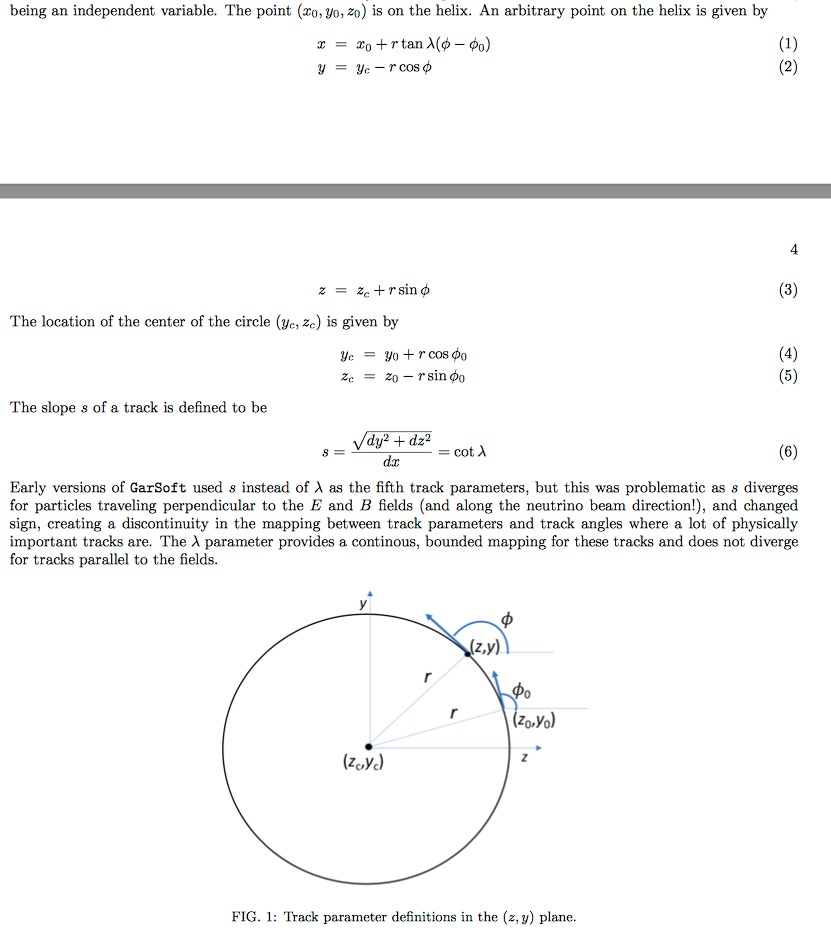 being an independent variable. The point (x₀, y₀, z₀) is on the helix. An arbitrary point on the helix is given by
x = x₀ + r tan λ(ϕ − ϕ₀) (1)
y = y_c − r cos ϕ (2)
4
z = z_c + r sin ϕ (3)
The location of the center of the circle (y_c, z_c) is given by
y_c = y₀ + r cos ϕ₀ (4)
z_c = z₀ − r sin ϕ₀ (5)
The slope s of a track is defined to be
s = √(dy² + dz²) / dx = cot λ (6)
Early versions of GarSoft used s instead of λ as the fifth track parameters, but this was problematic as s diverges
for particles traveling perpendicular to the E and B fields (and along the neutrino beam direction!), and changed
sign, creating a discontinuity in the mapping between track parameters and track angles where a lot of physically
important tracks are. The λ parameter provides a continous, bounded mapping for these tracks and does not diverge
for tracks parallel to the fields.
y
ϕ
(z,y)
r
ϕ₀
r
(z₀,y₀)
(z_c,y_c)
z
FIG. 1: Track parameter definitions in the (z, y) plane.